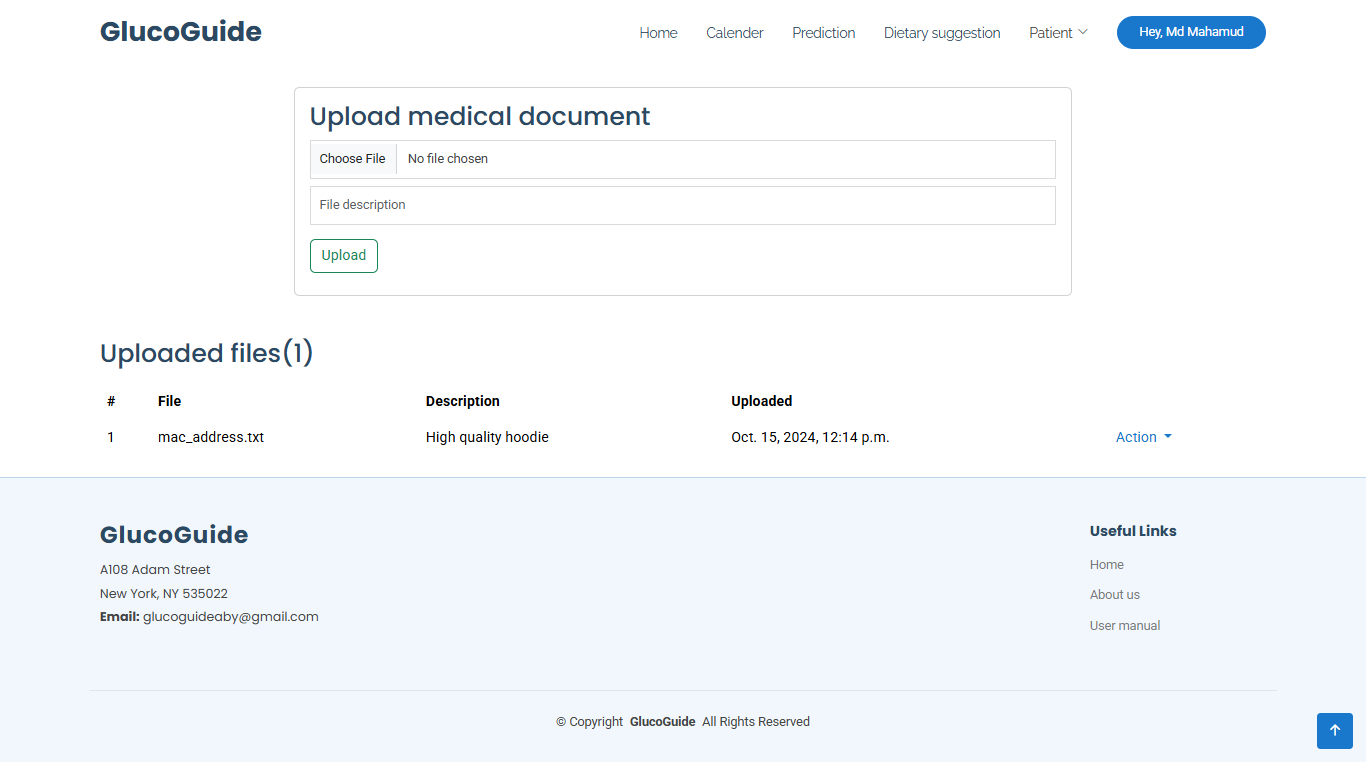 GlucoGuide
Home Calender Prediction Dietary suggestion Patient Hey, Md Mahamud
Upload medical document
Choose File No file chosen
File description
Upload
Uploaded files(1)
# File Description Uploaded
1 mac_address.txt High quality hoodie Oct. 15, 2024, 12:14 p.m. Action
GlucoGuide
A108 Adam Street
New York, NY 535022
Email: glucoguideaby@gmail.com
Useful Links
Home
About us
User manual
© Copyright GlucoGuide All Rights Reserved